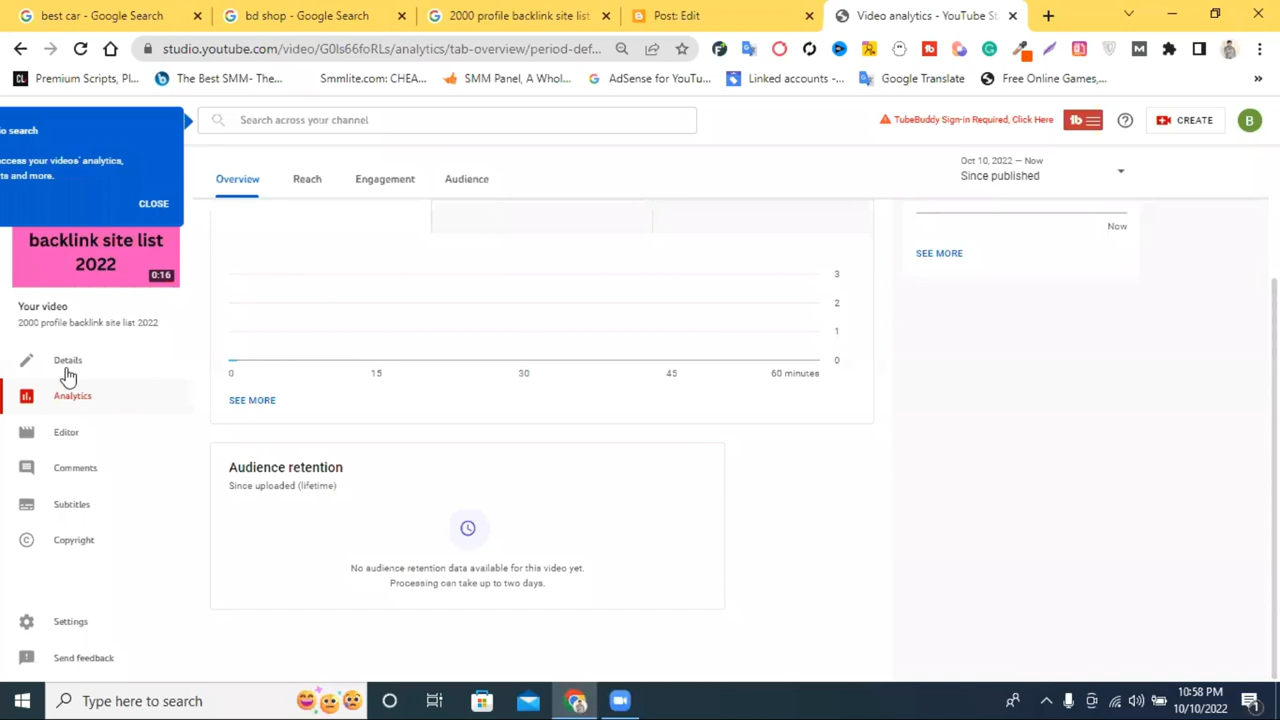 best car - Google Search
bd shop - Google Search
2000 profile backlink site list
Post: Edit
Video analytics - YouTube St
studio.youtube.com/video/G0ls66foRLs/analytics/tab-overview/period-def...
Premium Scripts, Pl...
The Best SMM- The...
Smmlite.com: CHEA...
SMM Panel, A Whol...
AdSense for YouTu...
Linked accounts -...
Google Translate
Free Online Games,...
Search across your channel
TubeBuddy Sign-in Required, Click Here
CREATE
B
io search
access your videos' analytics,
ts and more.
CLOSE
Overview
Reach
Engagement
Audience
Oct 10, 2022 — Now
Since published
backlink site list
2022
0:16
Your video
2000 profile backlink site list 2022
Details
Analytics
Editor
Comments
Subtitles
Copyright
Settings
Send feedback
3
2
1
0
0 15 30 45 60 minutes
SEE MORE
Now
SEE MORE
Audience retention
Since uploaded (lifetime)
No audience retention data available for this video yet.
Processing can take up to two days.
Type here to search
10:58 PM
10/10/2022